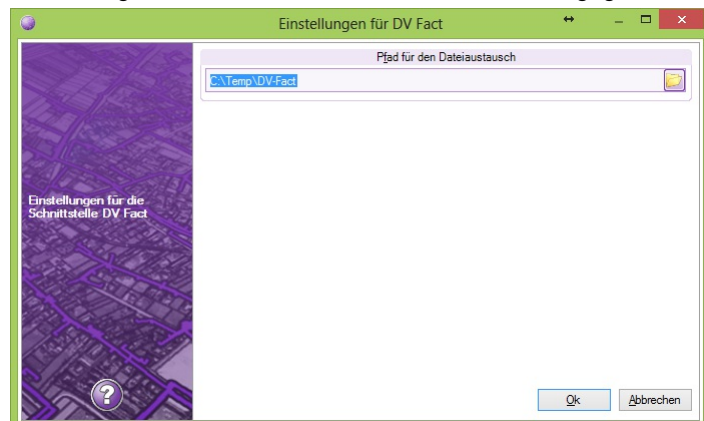 Einstellungen für DV Fact
Pfad für den Dateiaustausch
C:\Temp\DV-Fact
Einstellungen für die
Schnittstelle DV Fact
?
Ok
Abbrechen